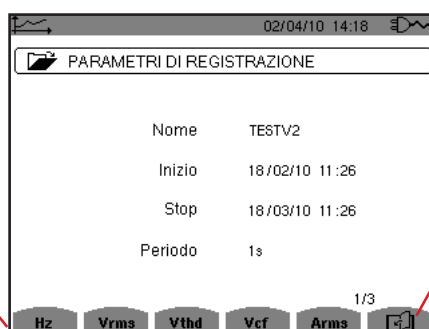 02/04/10 14:18
PARAMETRI DI REGISTRAZIONE
Nome TESTV2
Inizio 18/02/10 11:26
Stop 18/03/10 11:26
Periodo 1s
1/3
Hz Vrms Vthd Vcf Arms